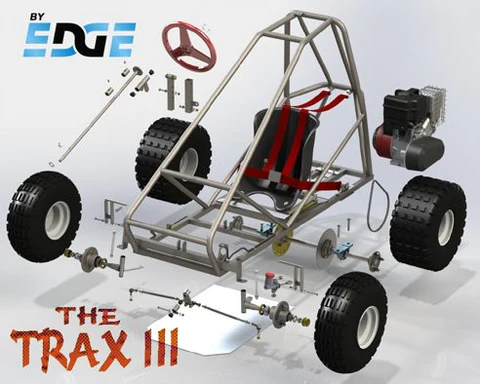 BY
EDGE
THE
TRAX III